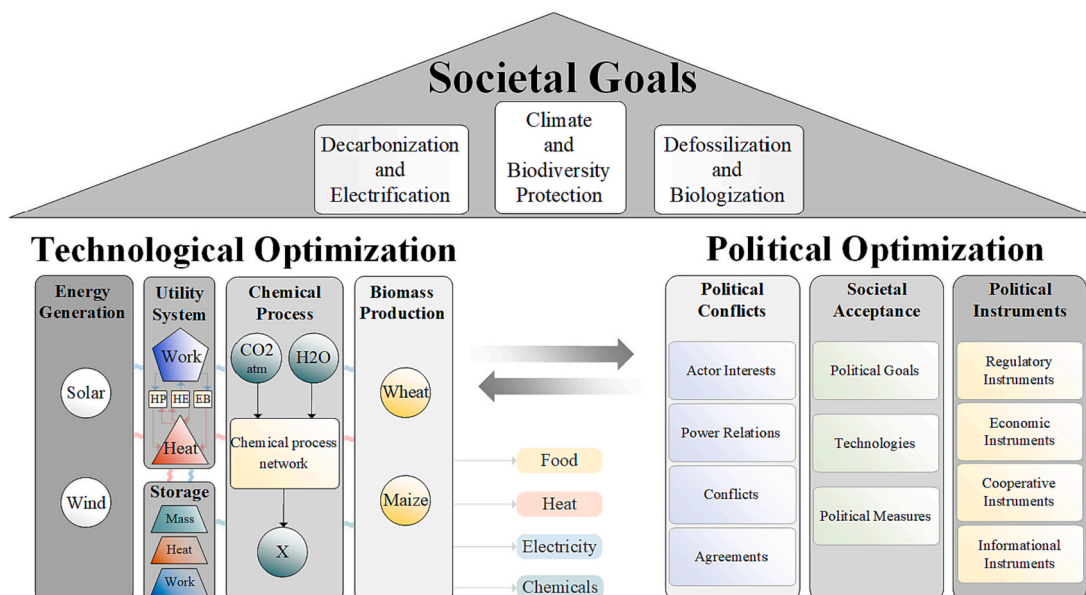 Societal Goals
Decarbonization
and
Electrification
Climate
and
Biodiversity
Protection
Defossilization
and
Biologization
Technological Optimization
Energy
Generation
Solar
Wind
Utility
System
Work
HP HE EB
Heat
Storage
Mass
Heat
Work
Chemical
Process
CO2
atm
H2O
Chemical process
network
X
Biomass
Production
Wheat
Maize
Food
Heat
Electricity
Chemicals
Political Optimization
Political
Conflicts
Actor Interests
Power Relations
Conflicts
Agreements
Societal
Acceptance
Political Goals
Technologies
Political Measures
Political
Instruments
Regulatory
Instruments
Economic
Instruments
Cooperative
Instruments
Informational
Instruments